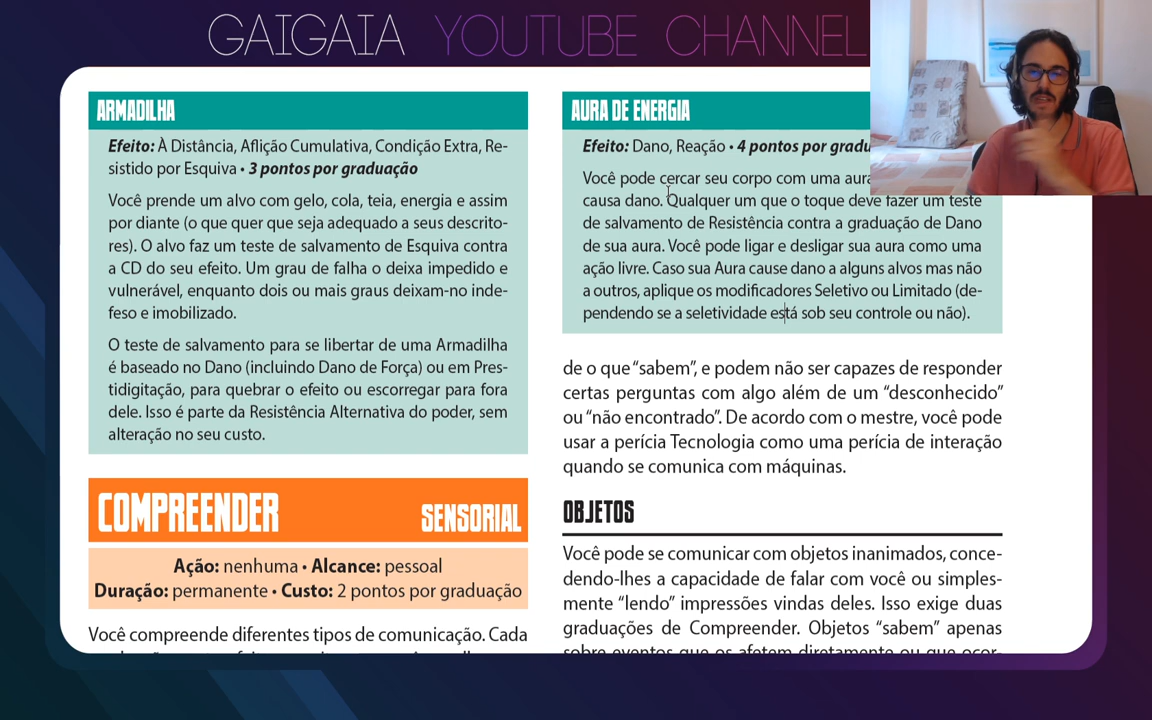 GAIGAIA YOUTUBE CHANNEL
ARMADILHA
Efeito: À Distância, Aflição Cumulativa, Condição Extra, Re-
sistido por Esquiva • 3 pontos por graduação
Você prende um alvo com gelo, cola, teia, energia e assim
por diante (o que quer que seja adequado a seus descrito-
res). O alvo faz um teste de salvamento de Esquiva contra
a CD do seu efeito. Um grau de falha o deixa impedido e
vulnerável, enquanto dois ou mais graus deixam-no inde-
feso e imobilizado.
O teste de salvamento para se libertar de uma Armadilha
é baseado no Dano (incluindo Dano de Força) ou em Pres-
tidigitação, para quebrar o efeito ou escorregar para fora
dele. Isso é parte da Resistência Alternativa do poder, sem
alteração no seu custo.
COMPREENDER SENSORIAL
Ação: nenhuma • Alcance: pessoal
Duração: permanente • Custo: 2 pontos por graduação
Você compreende diferentes tipos de comunicação. Cada
AURA DE ENERGIA
Efeito: Dano, Reação • 4 pontos por gradu
Você pode cercar seu corpo com uma aura
causa dano. Qualquer um que o toque deve fazer um teste
de salvamento de Resistência contra a graduação de Dano
de sua aura. Você pode ligar e desligar sua aura como uma
ação livre. Caso sua Aura cause dano a alguns alvos mas não
a outros, aplique os modificadores Seletivo ou Limitado (de-
pendendo se a seletividade está sob seu controle ou não).
de o que “sabem”, e podem não ser capazes de responder
certas perguntas com algo além de um “desconhecido”
ou “não encontrado”. De acordo com o mestre, você pode
usar a perícia Tecnologia como uma perícia de interação
quando se comunica com máquinas.
OBJETOS
Você pode se comunicar com objetos inanimados, conce-
dendo-lhes a capacidade de falar com você ou simples-
mente “lendo” impressões vindas deles. Isso exige duas
graduações de Compreender. Objetos “sabem” apenas
sobre eventos que os afetem diretamente ou que ocor-